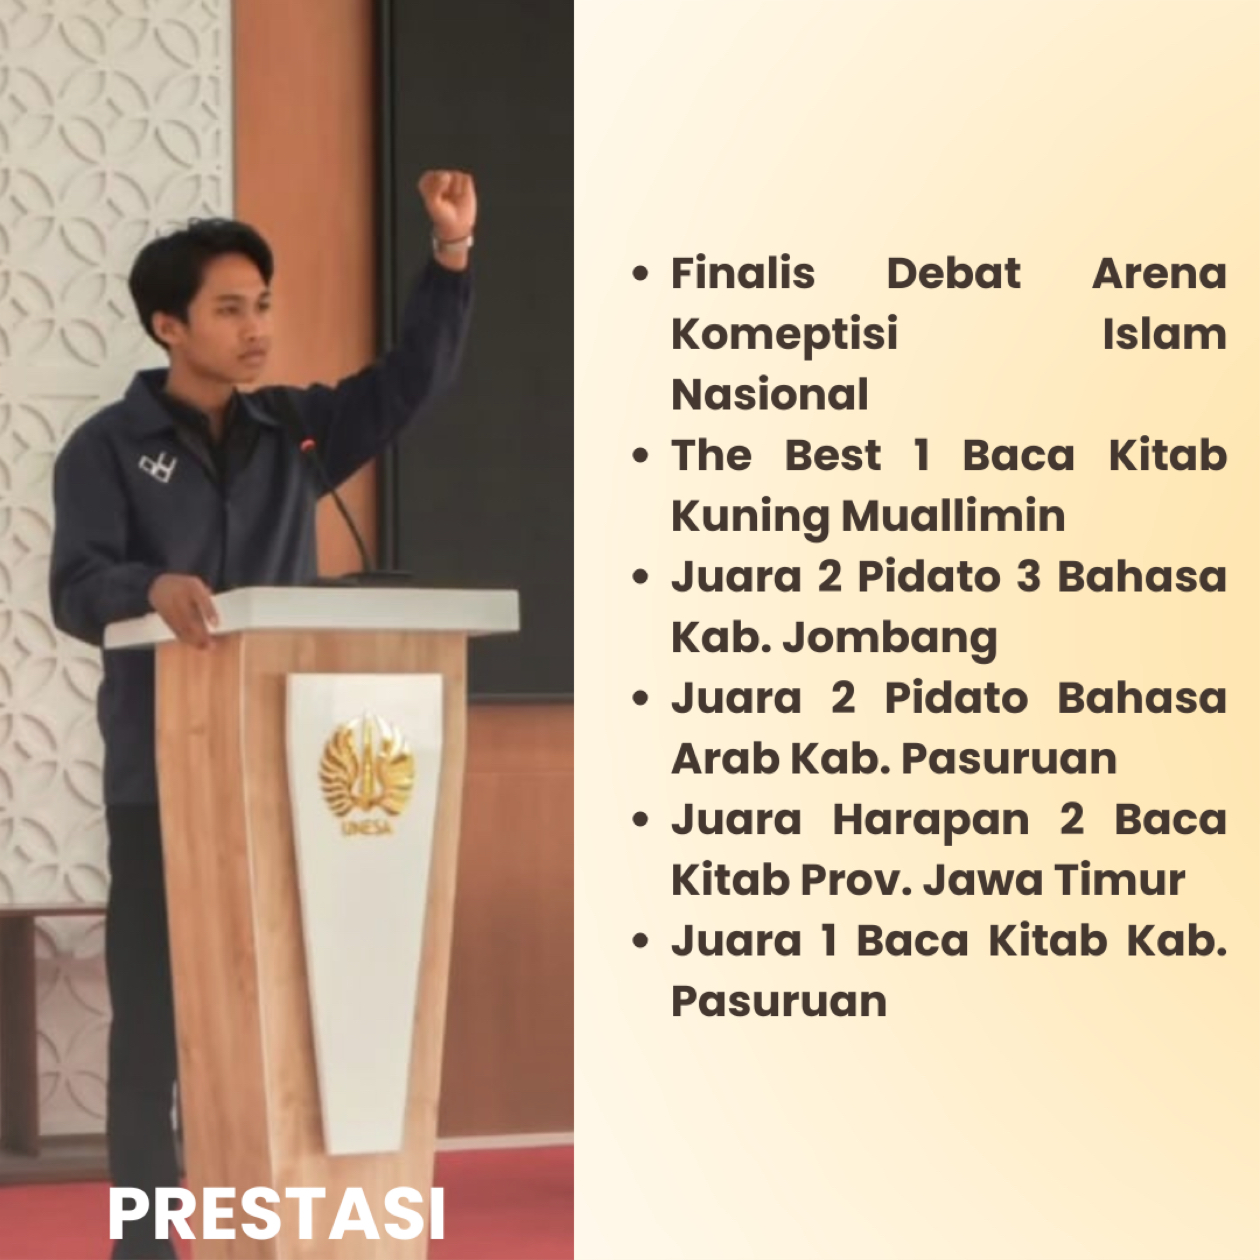 Finalis Debat Arena
Komeptisi Islam
Nasional
The Best 1 Baca Kitab
Kuning Muallimin
Juara 2 Pidato 3 Bahasa
Kab. Jombang
Juara 2 Pidato Bahasa
Arab Kab. Pasuruan
Juara Harapan 2 Baca
Kitab Prov. Jawa Timur
Juara 1 Baca Kitab Kab.
Pasuruan
UNESA
PRESTASI